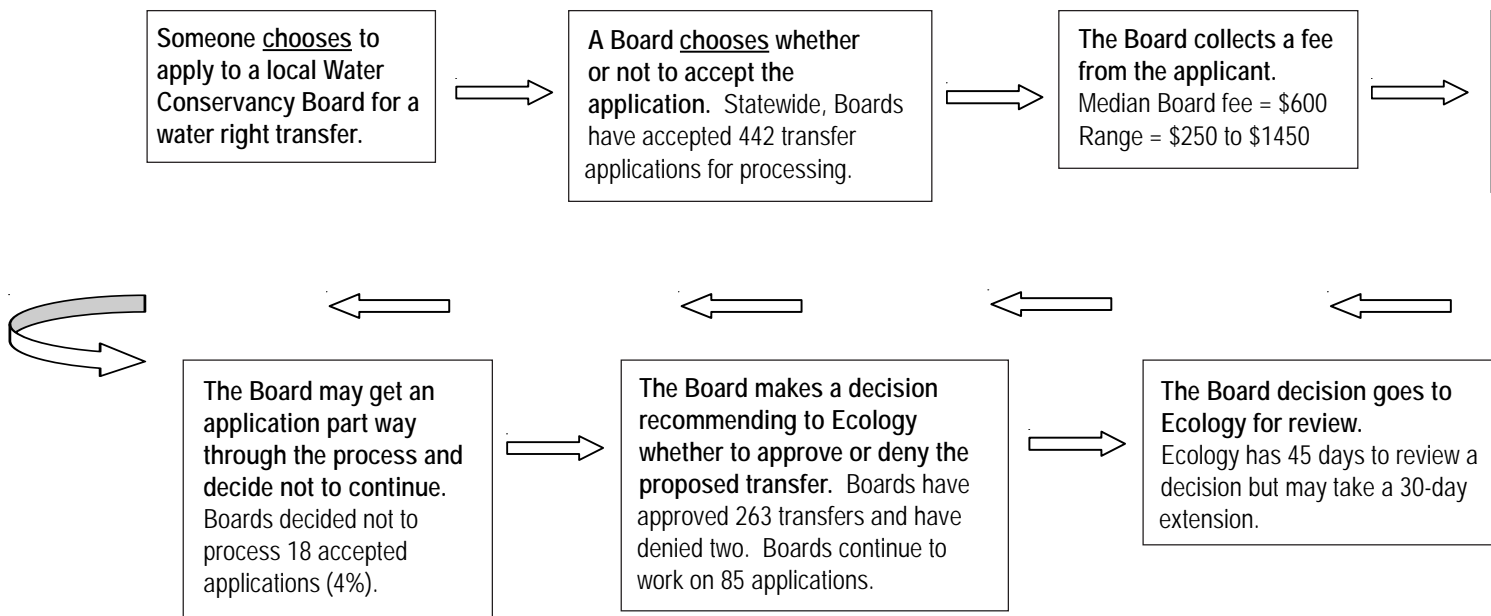 Someone chooses to
apply to a local Water
Conservancy Board for a
water right transfer.
A Board chooses whether
or not to accept the
application. Statewide, Boards
have accepted 442 transfer
applications for processing.
The Board collects a fee
from the applicant.
Median Board fee = $600
Range = $250 to $1450
The Board may get an
application part way
through the process and
decide not to continue.
Boards decided not to
process 18 accepted
applications (4%).
The Board makes a decision
recommending to Ecology
whether to approve or deny the
proposed transfer. Boards have
approved 263 transfers and have
denied two. Boards continue to
work on 85 applications.
The Board decision goes to
Ecology for review.
Ecology has 45 days to review a
decision but may take a 30-day
extension.